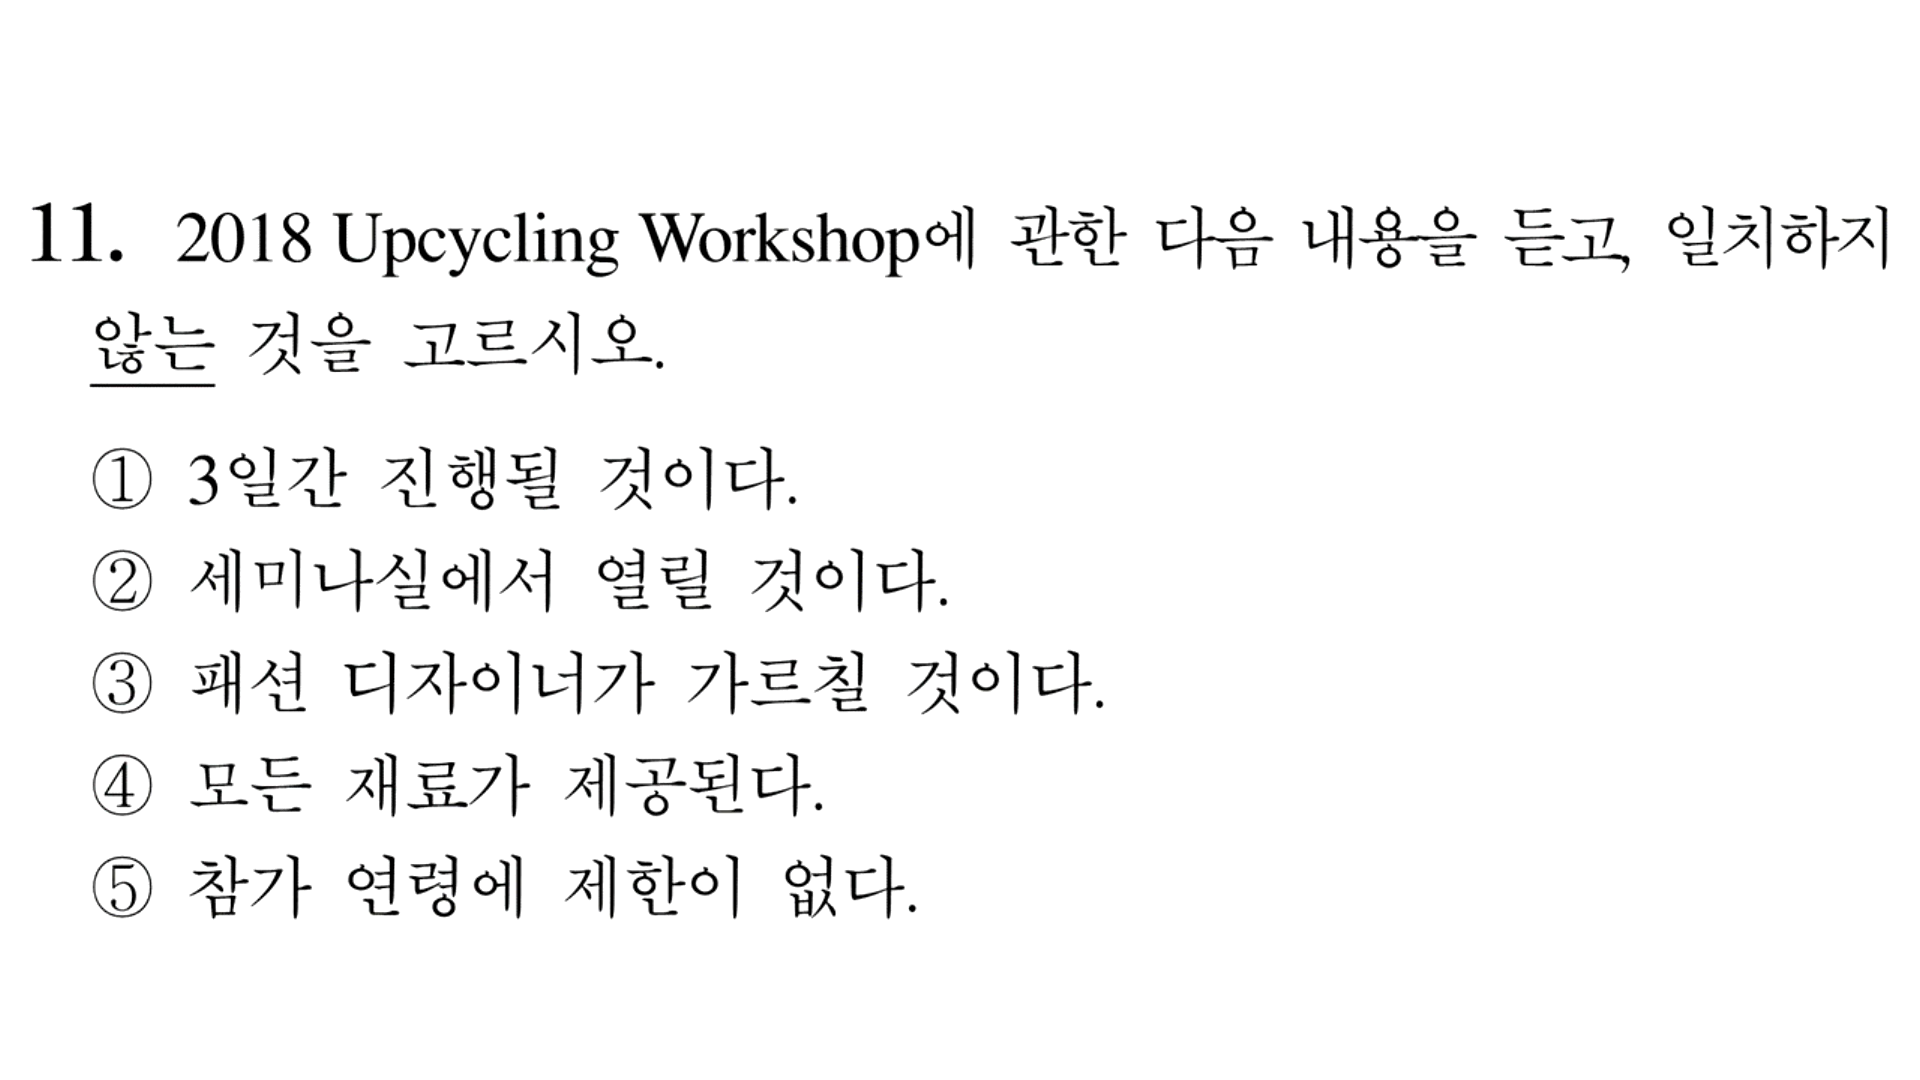 11. 2018 Upcycling Workshop에 관한 다음 내용을 듣고, 일치하지
않는 것을 고르시오.
① 3일간 진행될 것이다.
② 세미나실에서 열릴 것이다.
③ 패션 디자이너가 가르칠 것이다.
④ 모든 재료가 제공된다.
⑤ 참가 연령에 제한이 없다.